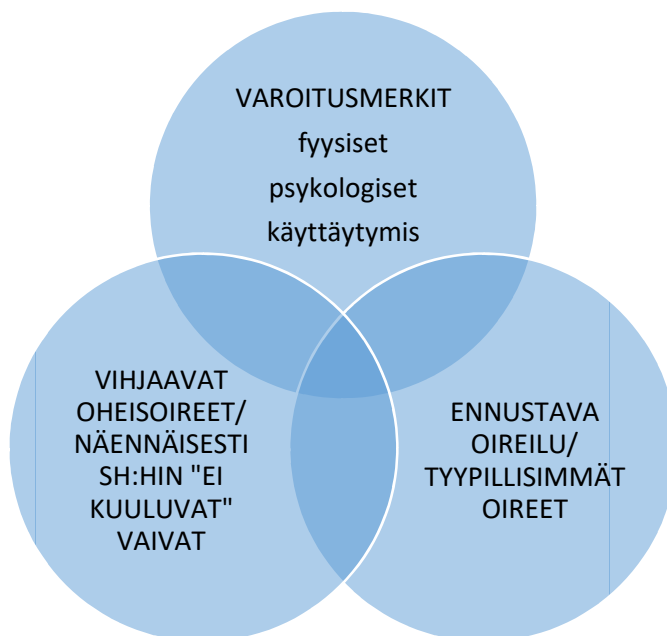 VAROITUSMERKIT
fyysiset
psykologiset
käyttäytymis
VIHJAAVAT
OHEISOIREET/
NÄENNÄISESTI
SH:HIN "EI
KUULUVAT"
VAIVAT
ENNUSTAVA
OIREILU/
TYYPILLISIMMÄT
OIREET